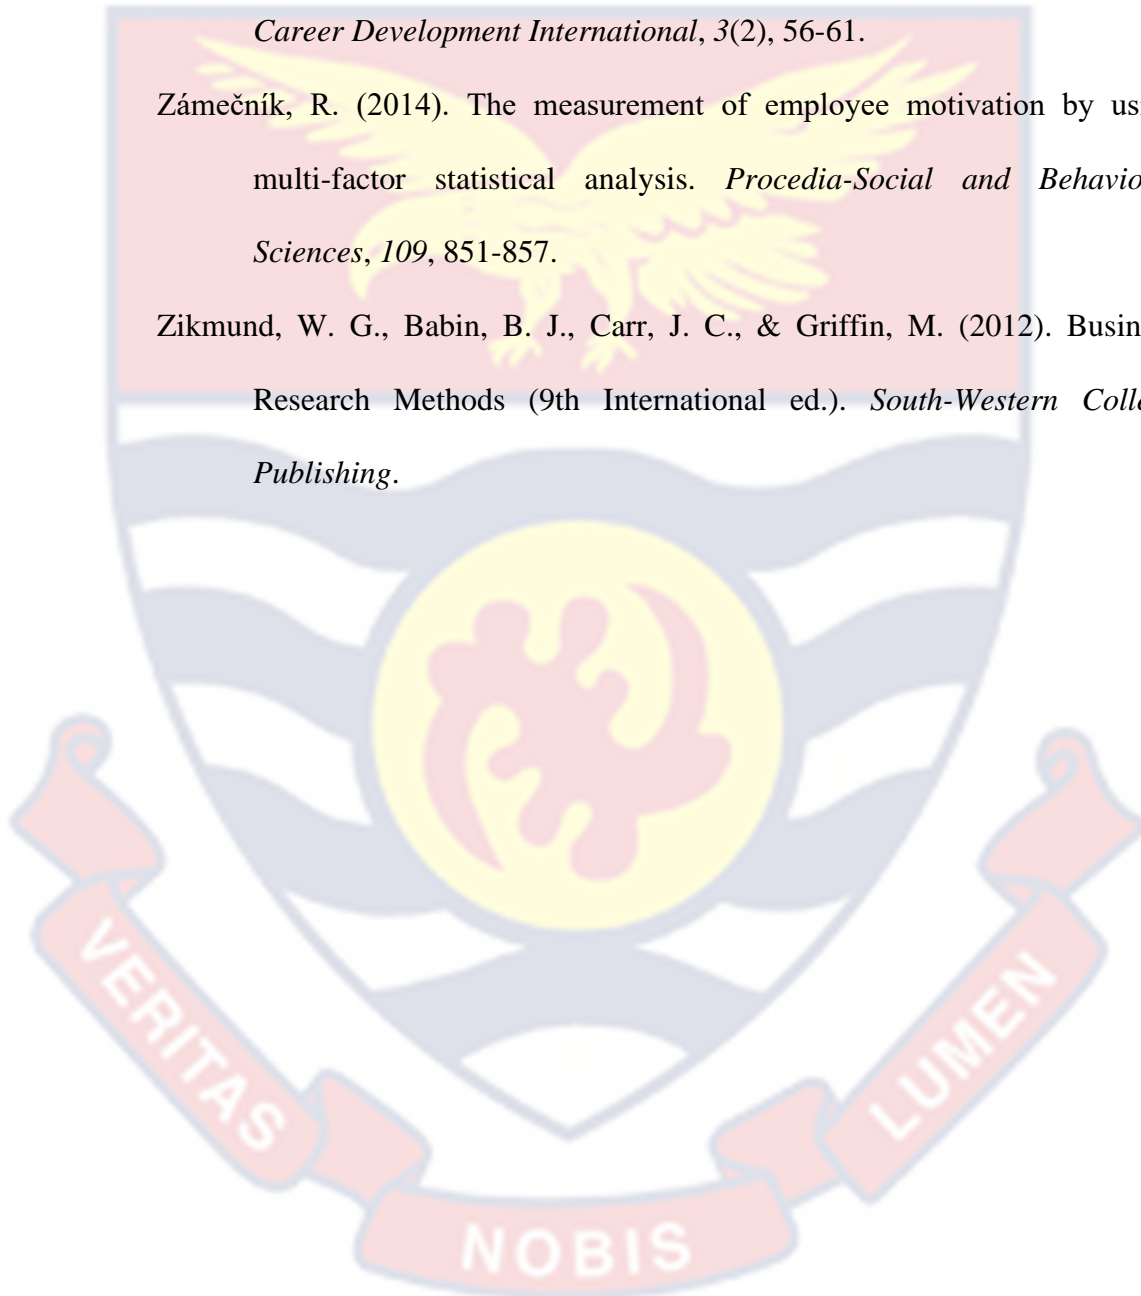 Career Development International, 3(2), 56-61.
Zámečník, R. (2014). The measurement of employee motivation by us
multi-factor statistical analysis. Procedia-Social and Behavio
Sciences, 109, 851-857.
Zikmund, W. G., Babin, B. J., Carr, J. C., & Griffin, M. (2012). Busin
Research Methods (9th International ed.). South-Western Colle
Publishing.
VERITAS
NOBIS
LUMEN